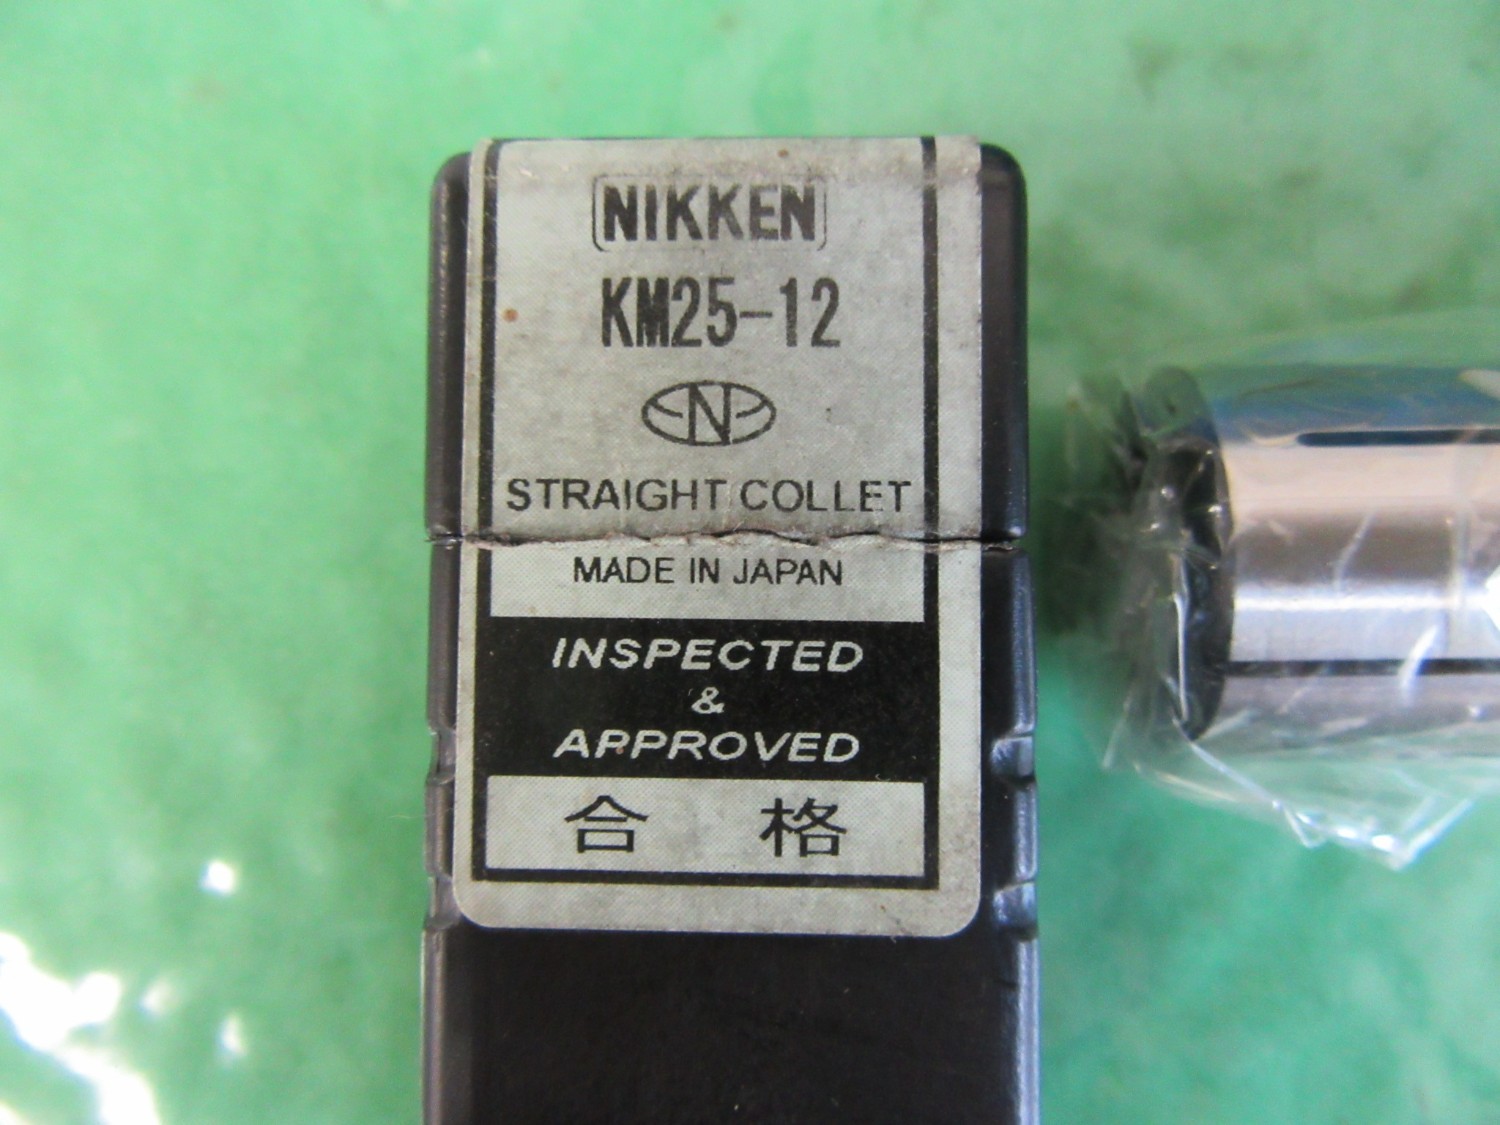 NIKKEN
KM25-12
N
STRAIGHT COLLET
MADE IN JAPAN
INSPECTED
&
APPROVED
合格